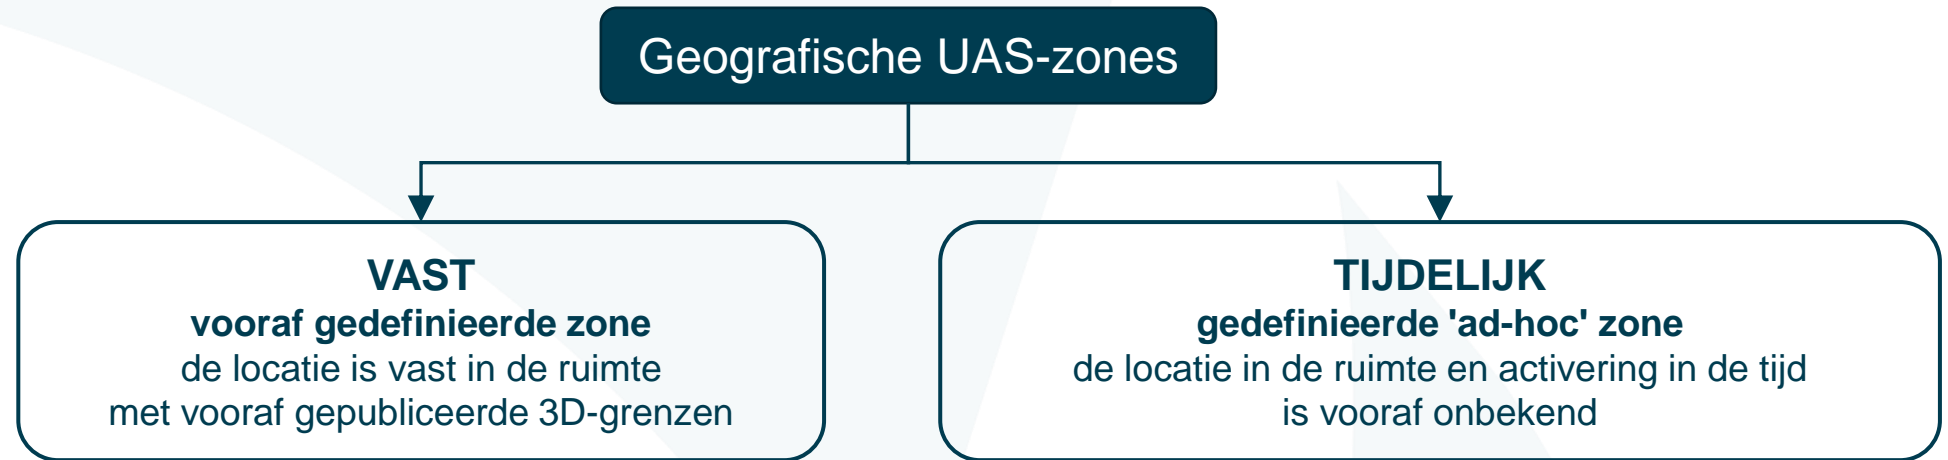 Geografische UAS-zones
VAST
vooraf gedefinieerde zone
de locatie is vast in de ruimte
met vooraf gepubliceerde 3D-grenzen
TIJDELIJK
gedefinieerde 'ad-hoc' zone
de locatie in de ruimte en activering in de tijd
is vooraf onbekend